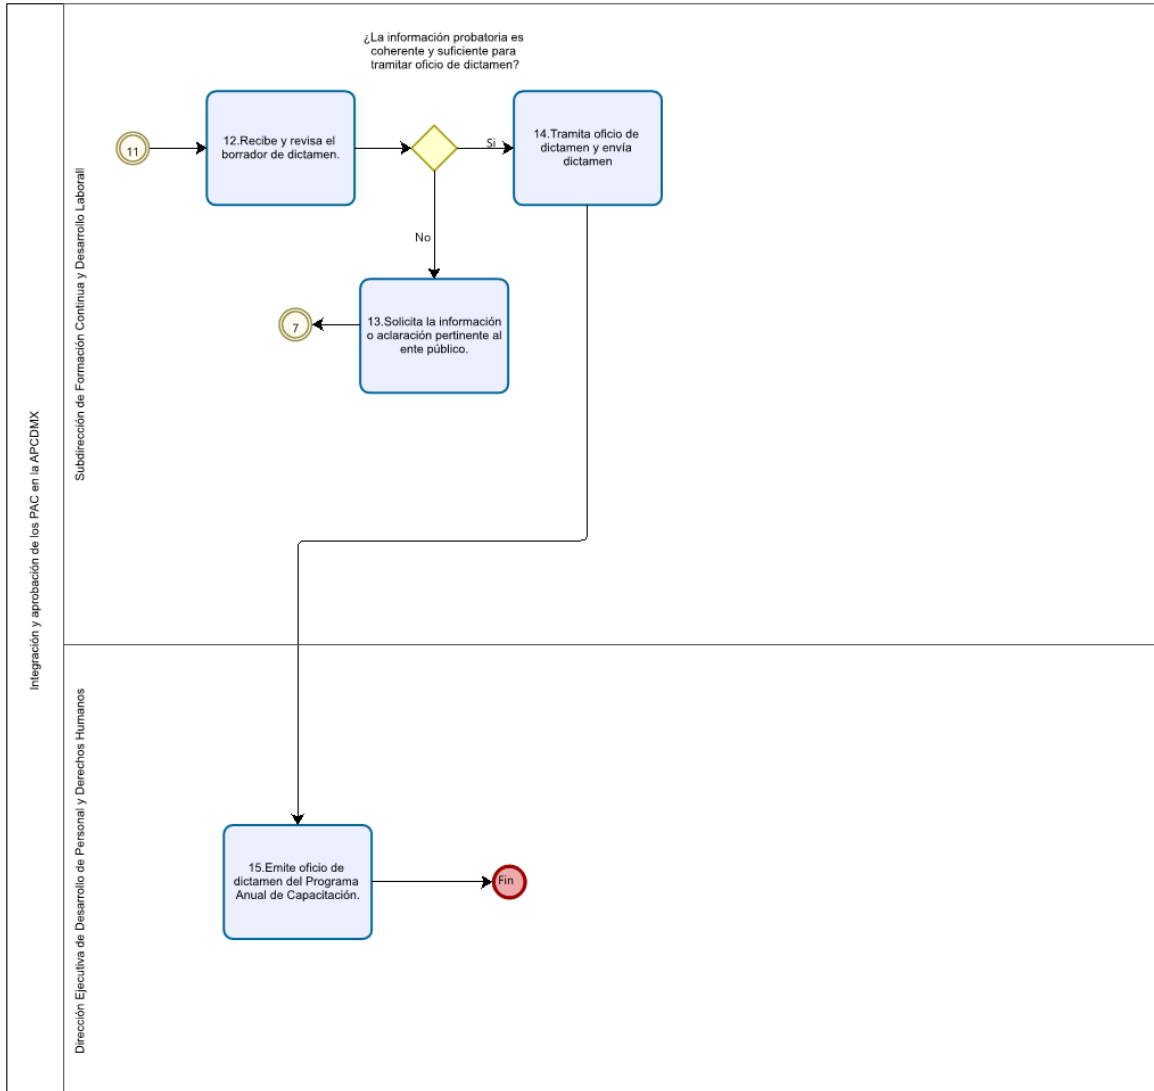 Integración y aprobación de los PAC en la APCDMX
Subdirección de Formación Continua y Desarrollo Laborall
¿La información probatoria es
coherente y suficiente para
tramitar oficio de dictamen?
11
12.Recibe y revisa el
borrador de dictamen.
Si
14.Tramita oficio de
dictamen y envía
dictamen
No
7
13.Solicita la información
o aclaración pertinente al
ente público.
Dirección Ejecutiva de Desarrollo de Personal y Derechos Humanos
15.Emite oficio de
dictamen del Programa
Anual de Capacitación.
Fin